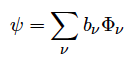 ψ = ∑_ν b_ν Φ_ν